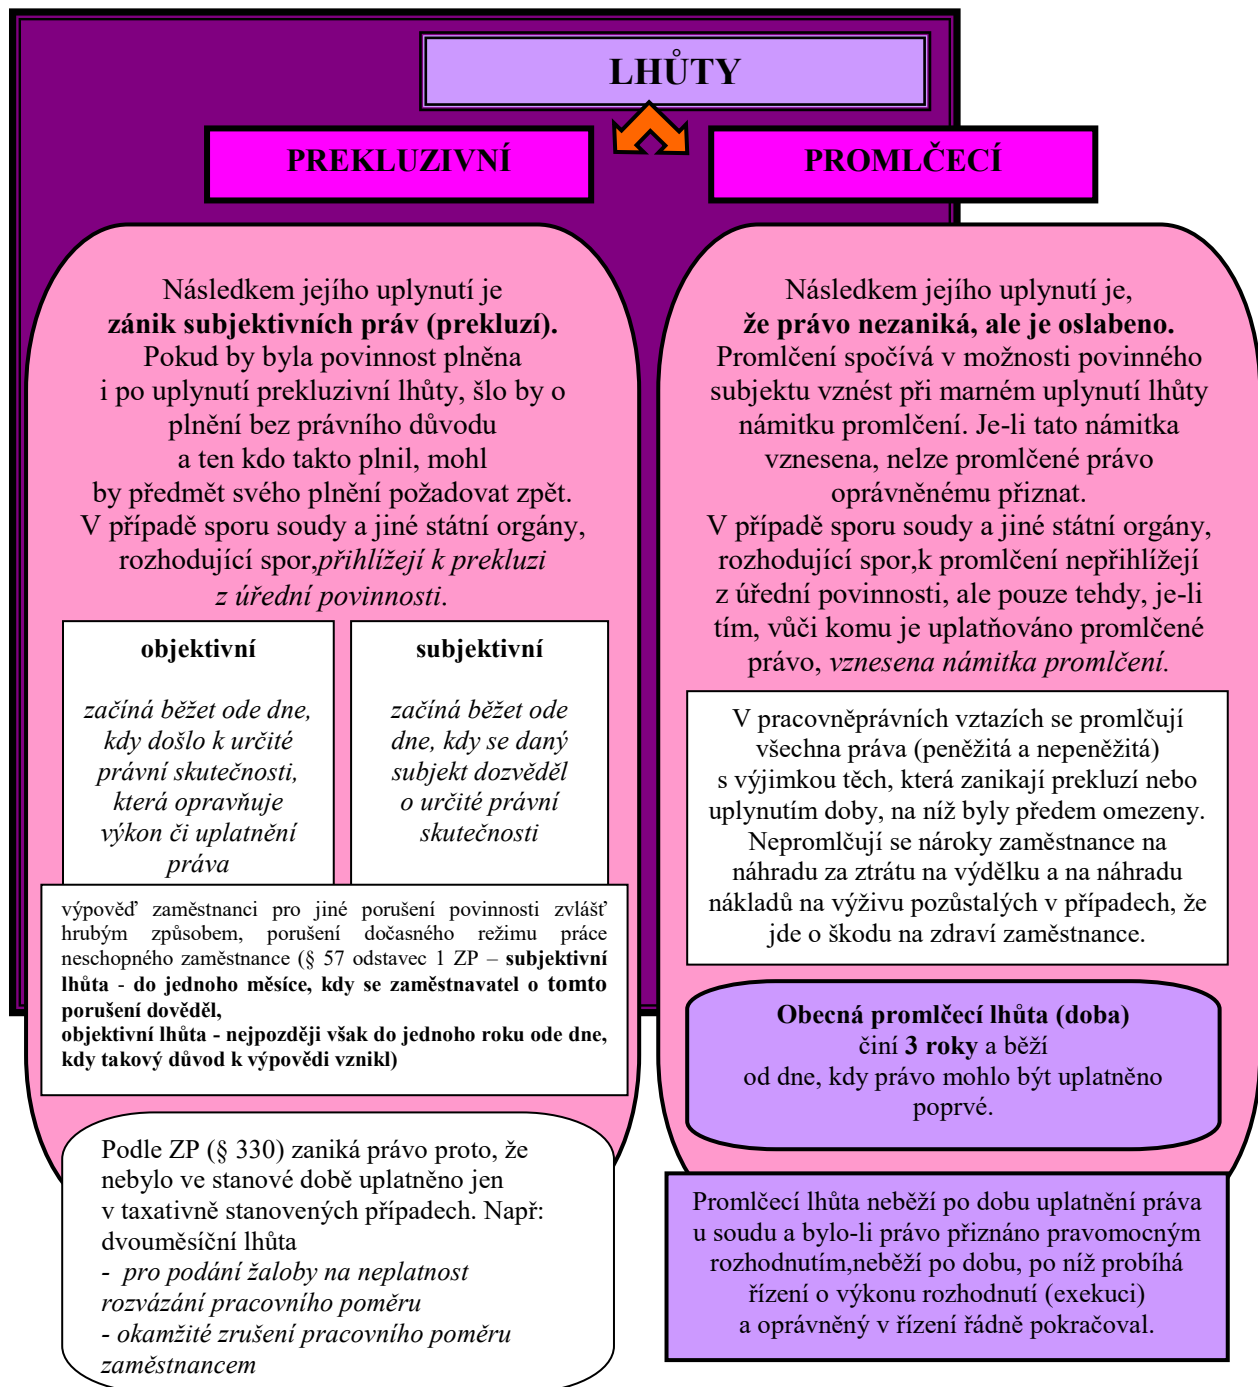 LHŮTY
PREKLUZIVNÍ
PROMLČECÍ
Následkem jejího uplynutí je
zánik subjektivních práv (prekluzí).
Pokud by byla povinnost plněna
i po uplynutí prekluzivní lhůty, šlo by o
plnění bez právního důvodu
a ten kdo takto plnil, mohl
by předmět svého plnění požadovat zpět.
V případě sporu soudy a jiné státní orgány,
rozhodující spor,přihlížejí k prekluzi
z úřední povinnosti.
objektivní
začíná běžet ode dne,
kdy došlo k určité
právní skutečnosti,
která opravňuje
výkon či uplatnění
práva
subjektivní
začíná běžet ode
dne, kdy se daný
subjekt dozvěděl
o určité právní
skutečnosti
výpověď zaměstnanci pro jiné porušení povinnosti zvlášť
hrubým způsobem, porušení dočasného režimu práce
neschopného zaměstnance (§ 57 odstavec 1 ZP – subjektivní
lhůta - do jednoho měsíce, kdy se zaměstnavatel o tomto
porušení dověděl,
objektivní lhůta - nejpozději však do jednoho roku ode dne,
kdy takový důvod k výpovědi vznikl)
Podle ZP (§ 330) zaniká právo proto, že
nebylo ve stanové době uplatněno jen
v taxativně stanovených případech. Např:
dvouměsíční lhůta
- pro podání žaloby na neplatnost
rozvázání pracovního poměru
- okamžité zrušení pracovního poměru
zaměstnancem
Následkem jejího uplynutí je,
že právo nezaniká, ale je oslabeno.
Promlčení spočívá v možnosti povinného
subjektu vznést při marném uplynutí lhůty
námitku promlčení. Je-li tato námitka
vznesena, nelze promlčené právo
oprávněnému přiznat.
V případě sporu soudy a jiné státní orgány,
rozhodující spor,k promlčení nepřihlížejí
z úřední povinnosti, ale pouze tehdy, je-li
tím, vůči komu je uplatňováno promlčené
právo, vznesena námitka promlčení.
V pracovněprávních vztazích se promlčují
všechna práva (peněžitá a nepeněžitá)
s výjimkou těch, která zanikají prekluzí nebo
uplynutím doby, na níž byly předem omezeny.
Nepromlčují se nároky zaměstnance na
náhradu za ztrátu na výdělku a na náhradu
nákladů na výživu pozůstalých v případech, že
jde o škodu na zdraví zaměstnance.
Obecná promlčecí lhůta (doba)
činí 3 roky a běží
od dne, kdy právo mohlo být uplatněno
poprvé.
Promlčecí lhůta neběží po dobu uplatnění práva
u soudu a bylo-li právo přiznáno pravomocným
rozhodnutím,neběží po dobu, po níž probíhá
řízení o výkonu rozhodnutí (exekuci)
a oprávněný v řízení řádně pokračoval.